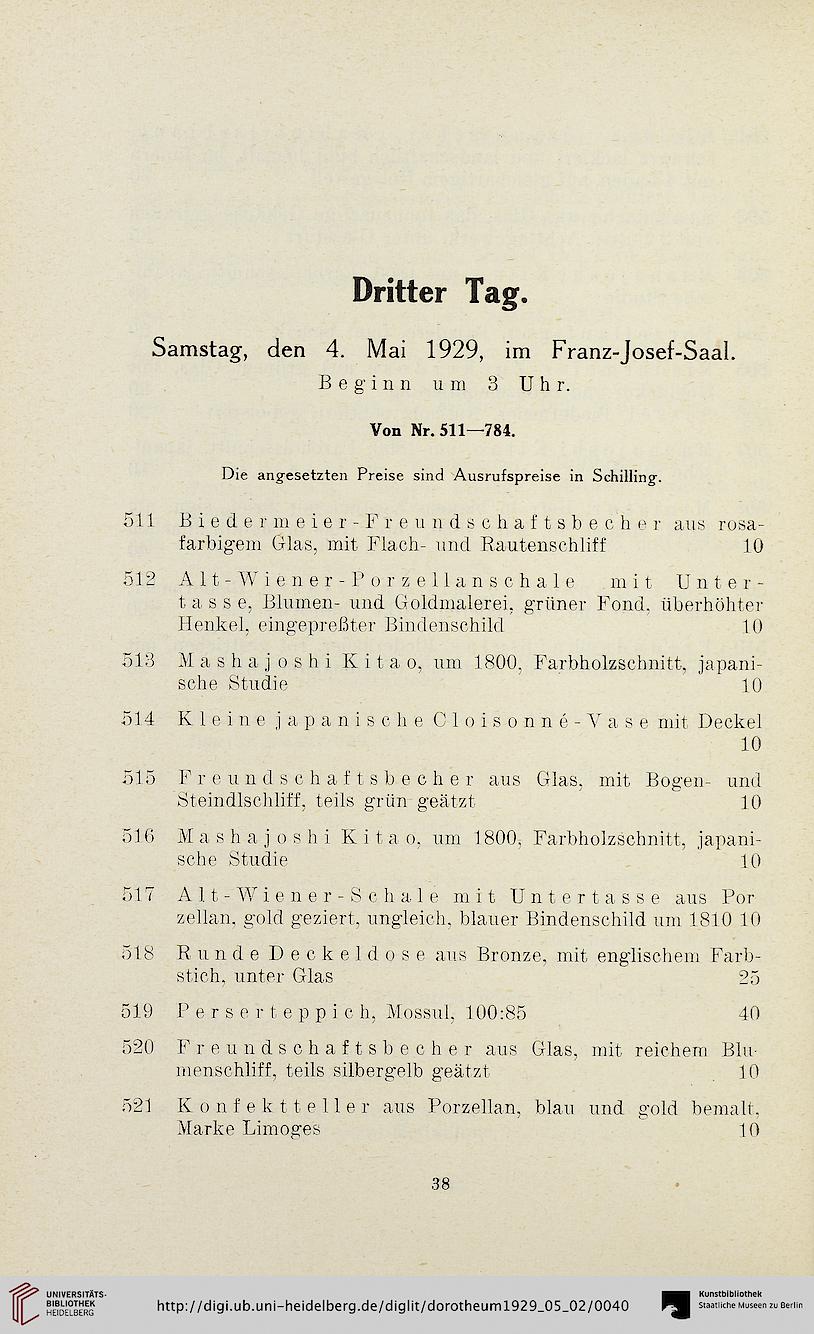 Dritter Tag.
Samstag, den 4. Mai 1929, im Franz-Josef-Saal.
Beginn um 3 Uhr.
Von Nr. 511—784.
Die angesetzten Preise sind Ausrufspreise in Schilling.
511 Biedermeier-Freundschaftsbecher aus rosa-
farbigem Glas, mit Flach- und Rautenschliff 10
512 Alt-Wiener-Porzellanschale mit Unter-
tasse, Blumen- und Goldmalerei, grüner Fond, überhöhter
Henkel, eingepreßter Bindenschild 10
513 Mashajoshi Kitao, um 1800, Farbholzschnitt, japani-
sche Studie 10
514 Kleine japanische Cloisonné-Vase mit Deckel
10
515 Freundschaftsbecher aus Glas, mit Bogen- und
Steindlschliff, teils grün geätzt 10
516 Mashajoshi Kitao, um 1800, Farbholzschnitt, japani-
sche Studie 10
517 Alt-Wiener-Schale mit Untertasse aus Por
zellan, gold geziert, ungleich, blauer Bindenschild um 1810 10
518 Runde Deckeldose aus Bronze, mit englischem Farb-
stich, unter Glas 25
519 Perserteppich, Mossul, 100:85 40
520 Freundschaftsbecher aus Glas, mit reichem Blu-
menschliff, teils silbergelb geätzt 10
521 Konfektteller aus Porzellan, blau und gold bemalt,
Marke Limoges 10
38
UNIVERSITÄTS-
BIBLIOTHEK
HEIDELBERG
http://digi.ub.uni-heidelberg.de/diglit/dorotheum1929_05_02/0040
Kunstbibliothek
Staatliche Museen zu Berlin